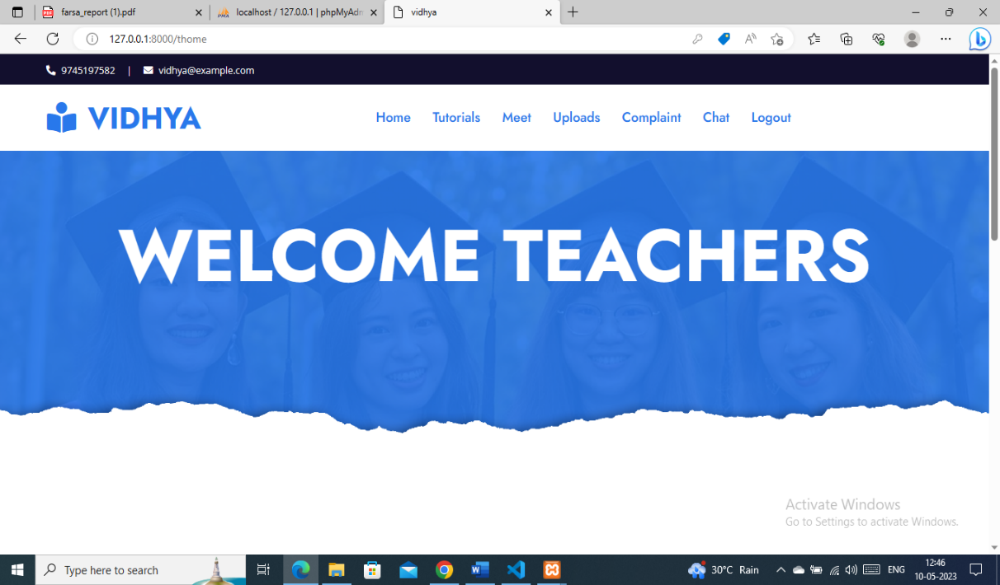 farsa_report (1).pdf
localhost / 127.0.0.1 | phpMyAdm
vidhya
127.0.0.1:8000/thome
9745197582 | vidhya@example.com
VIDHYA
Home Tutorials Meet Uploads Complaint Chat Logout
WELCOME TEACHERS
Activate Windows
Go to Settings to activate Windows.
Type here to search
30°C Rain
ENG
12:46
10-05-2023